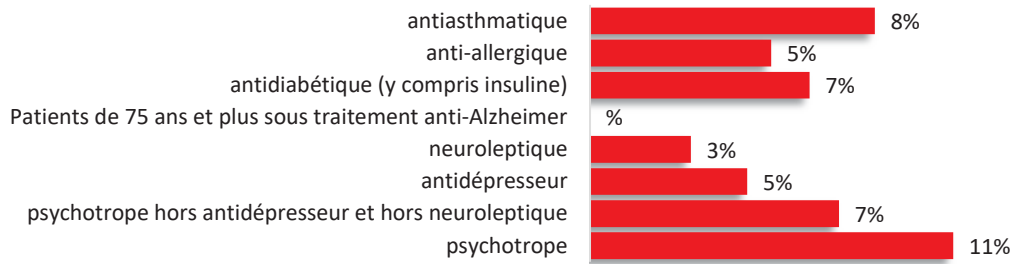 antiasthmatique 8%
anti-allergique 5%
antidiabétique (y compris insuline) 7%
Patients de 75 ans et plus sous traitement anti-Alzheimer %
neuroleptique 3%
antidépresseur 5%
psychotrope hors antidépresseur et hors neuroleptique 7%
psychotrope 11%